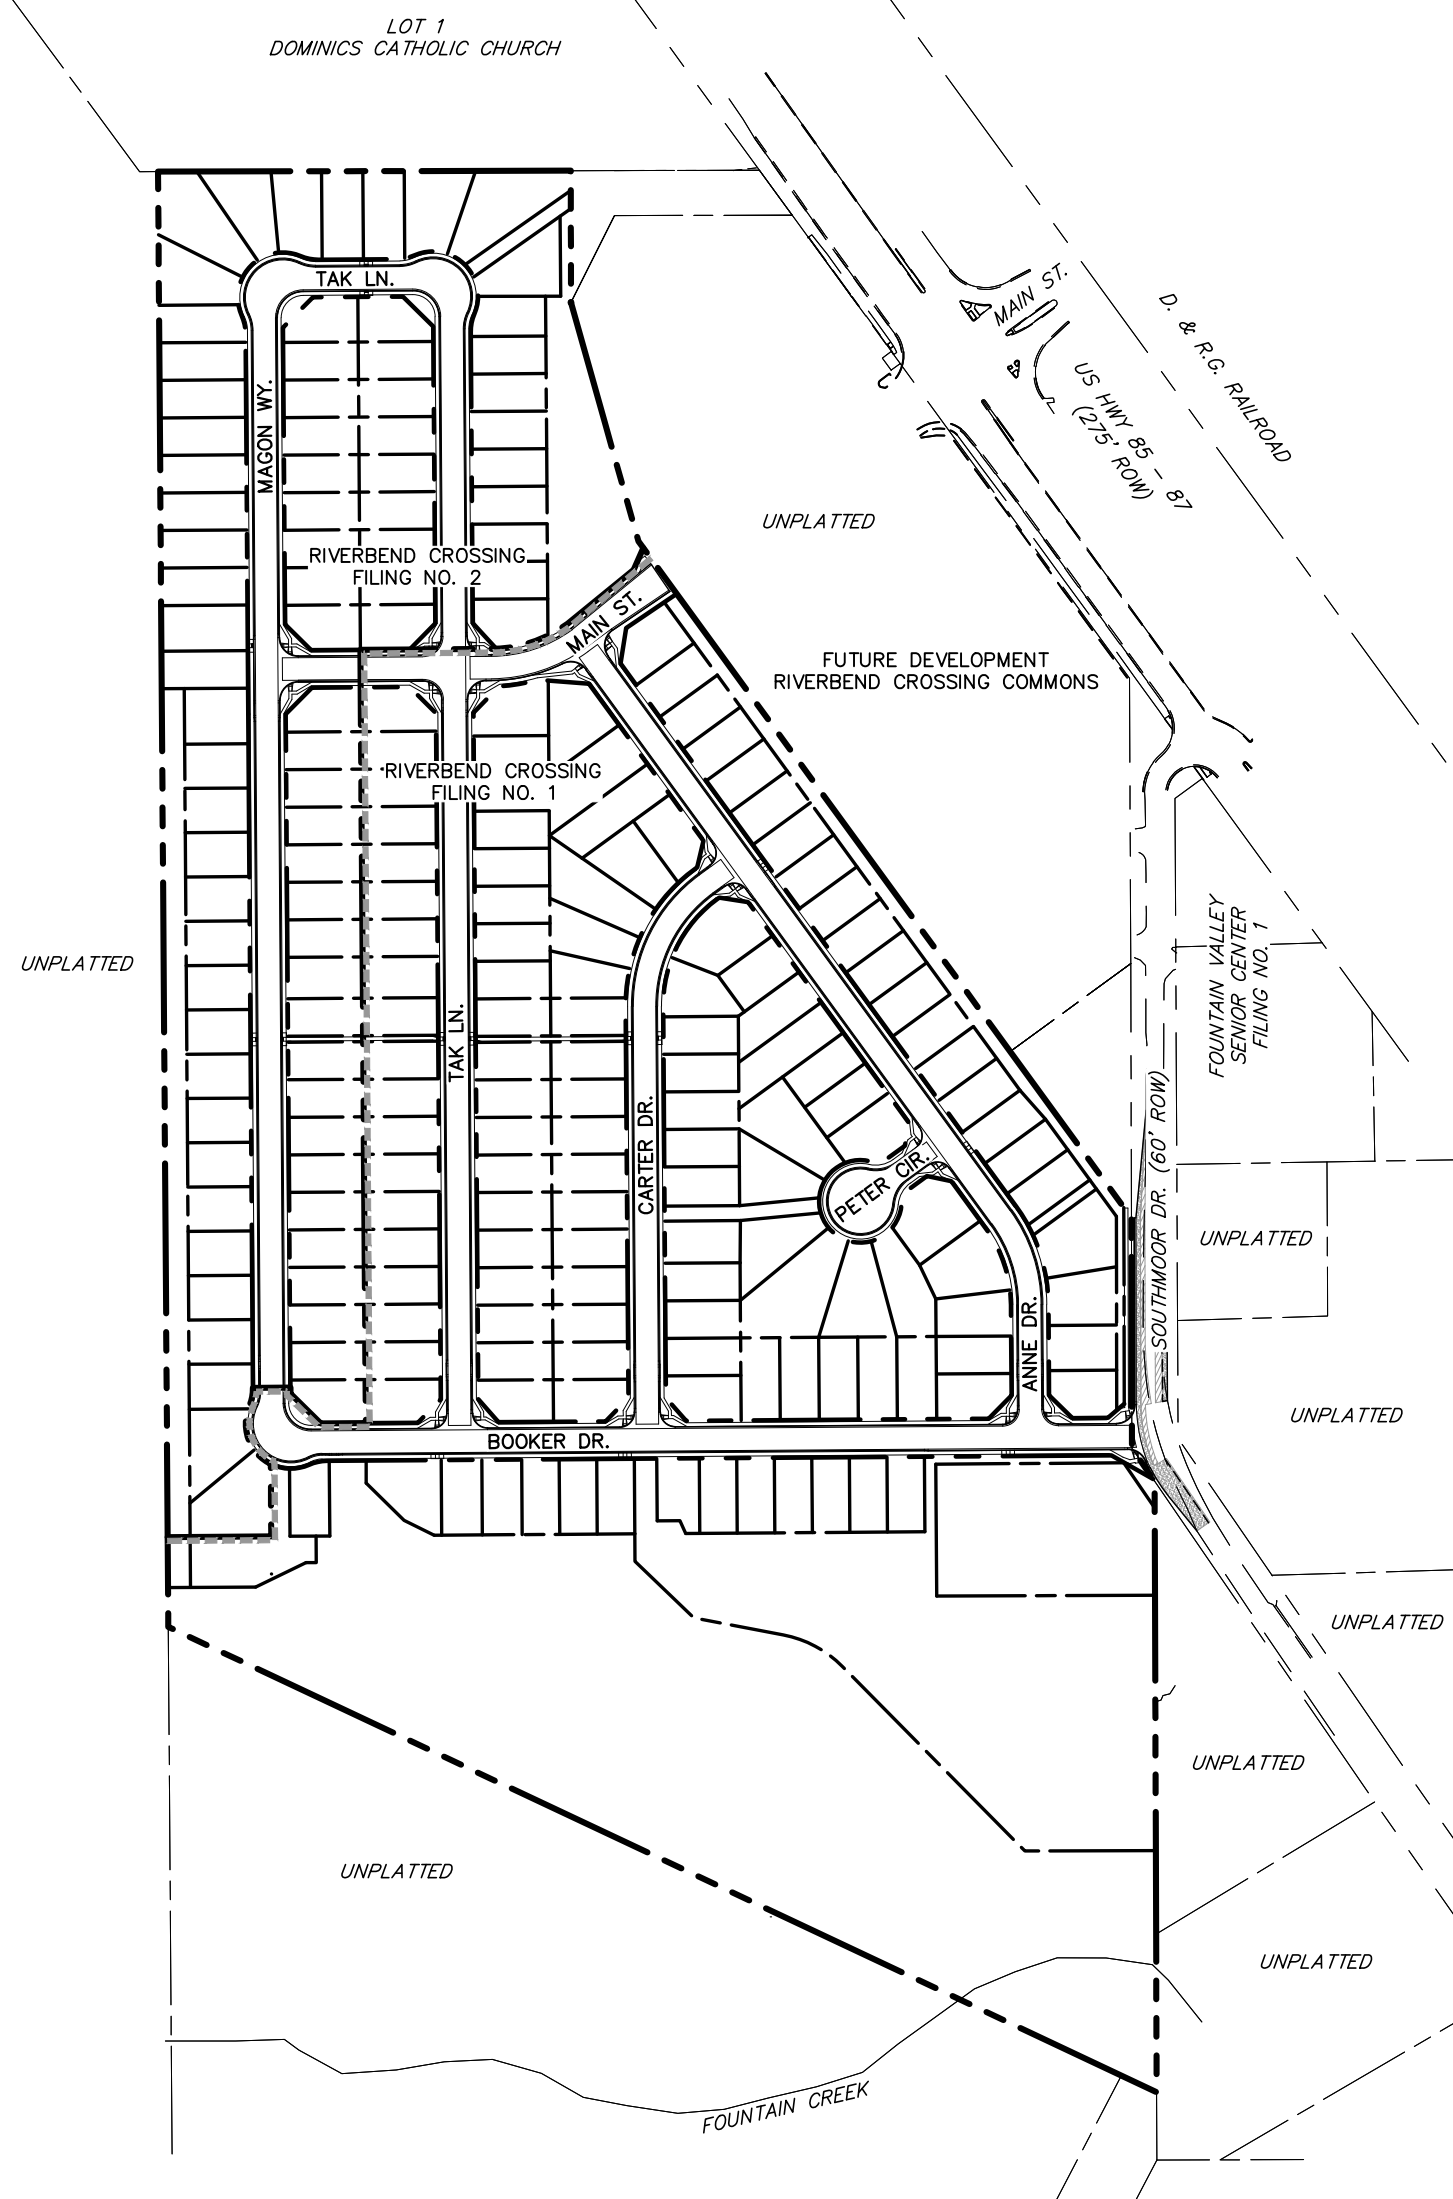 LOT 1
DOMINICS CATHOLIC CHURCH
TAK LN.
MAIN ST.
D. & R.G. RAILROAD
US HWY 85 - 87
(275' ROW)
MAGON WY.
UNPLATTED
RIVERBEND CROSSING
FILING NO. 2
MAIN ST.
FUTURE DEVELOPMENT
RIVERBEND CROSSING COMMONS
RIVERBEND CROSSING
FILING NO. 1
UNPLATTED
FOUNTAIN VALLEY
SENIOR CENTER
FILING NO. 1
TAK LN.
CARTER DR.
PETER CIR.
SOUTHMOOR DR. (60' ROW)
UNPLATTED
ANNE DR.
UNPLATTED
BOOKER DR.
UNPLATTED
UNPLATTED
UNPLATTED
UNPLATTED
FOUNTAIN CREEK